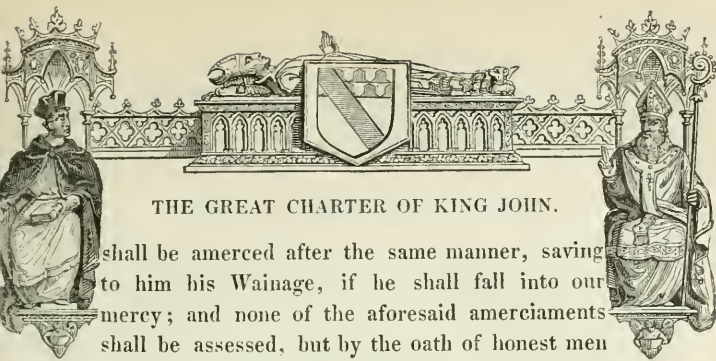 THE GREAT CHARTER OF KING JOHN.
shall be amerced after the same manner, saving
to him his Wainage, if he shall fall into our
mercy; and none of the aforesaid amerciaments
shall be assessed, but by the oath of honest men